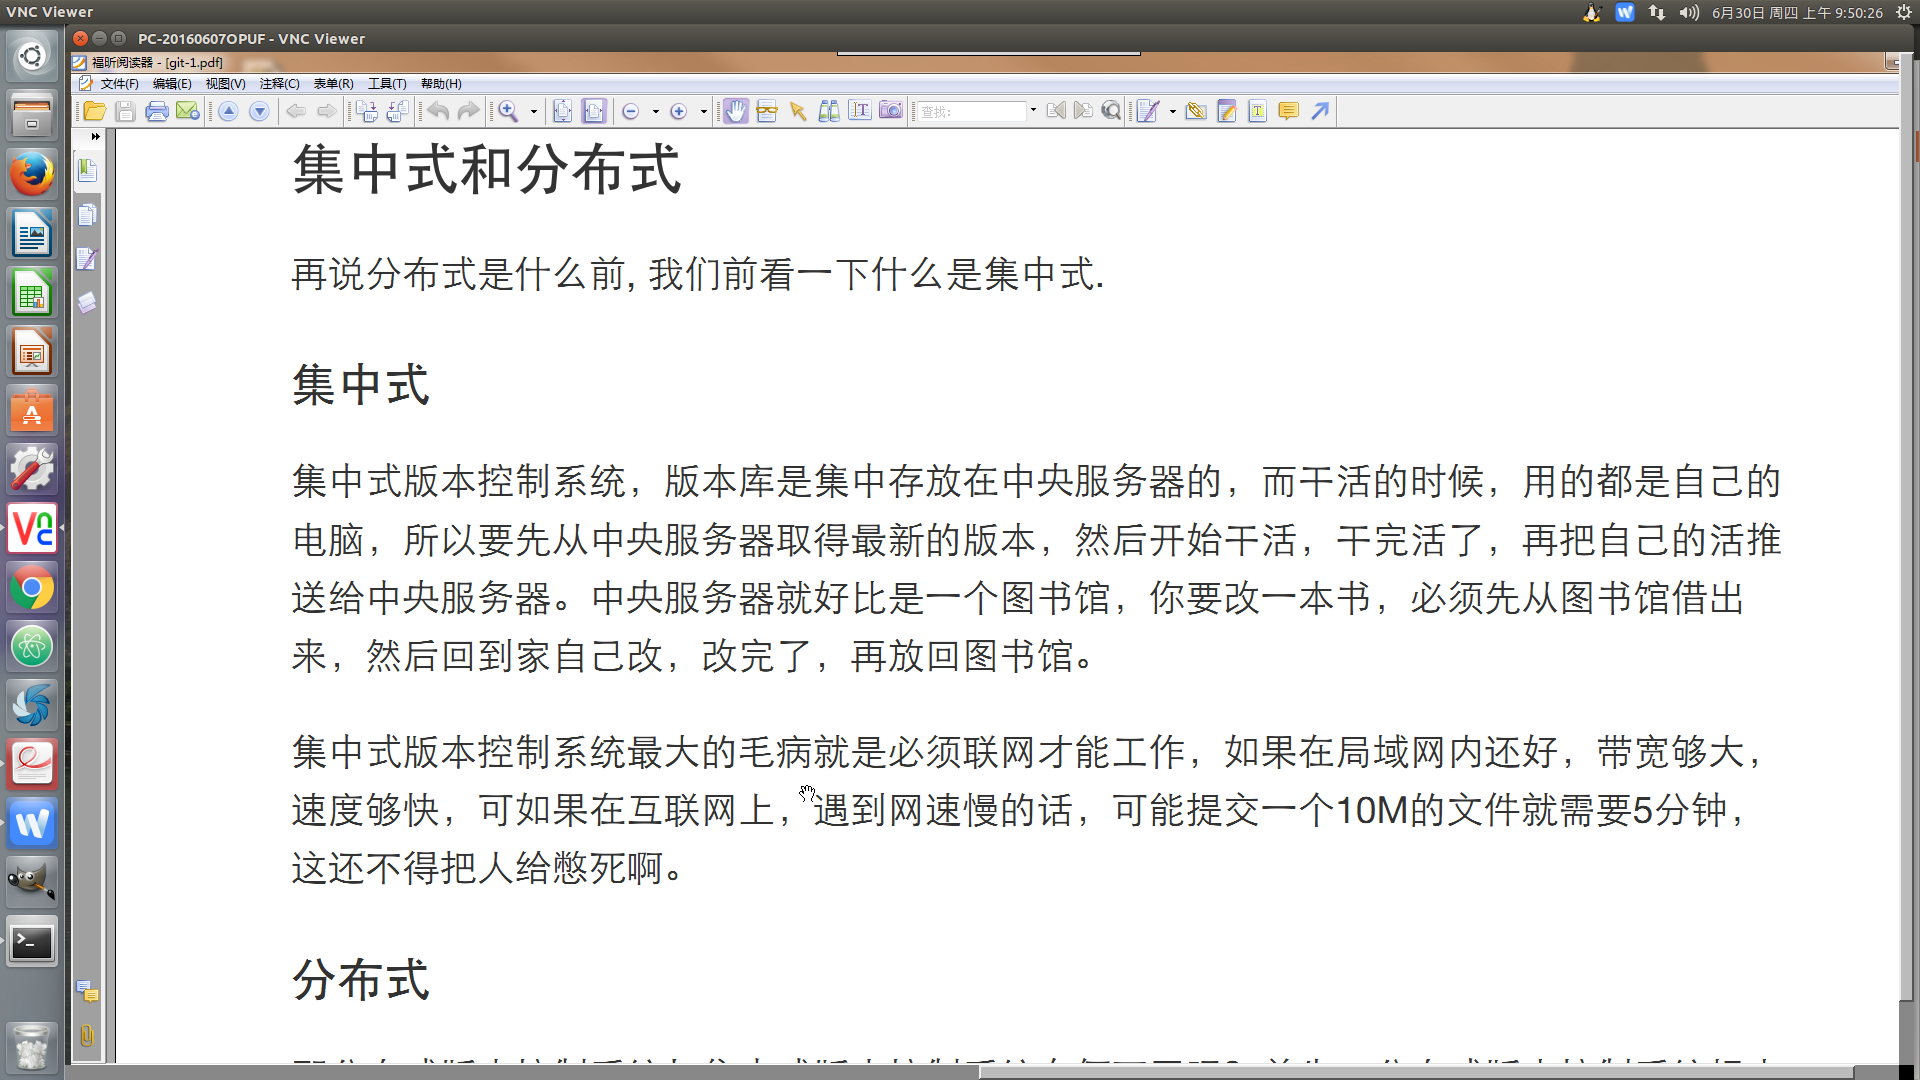 VNC Viewer
6月30日 周四 上午 9:50:26
PC-20160607OPUF - VNC Viewer
福昕阅读器 - [git-1.pdf]
文件(F) 编辑(E) 视图(V) 注释(C) 表单(R) 工具(T) 帮助(H)
查找:
集中式和分布式
再说分布式是什么前, 我们前看一下什么是集中式.
集中式
集中式版本控制系统，版本库是集中存放在中央服务器的，而干活的时候，用的都是自己的
电脑，所以要先从中央服务器取得最新的版本，然后开始干活，干完活了，再把自己的活推
送给中央服务器。中央服务器就好比是一个图书馆，你要改一本书，必须先从图书馆借出
来，然后回到家自己改，改完了，再放回图书馆。
集中式版本控制系统最大的毛病就是必须联网才能工作，如果在局域网内还好，带宽够大，
速度够快，可如果在互联网上，遇到网速慢的话，可能提交一个10M的文件就需要5分钟，
这还不得把人给憋死啊。
分布式